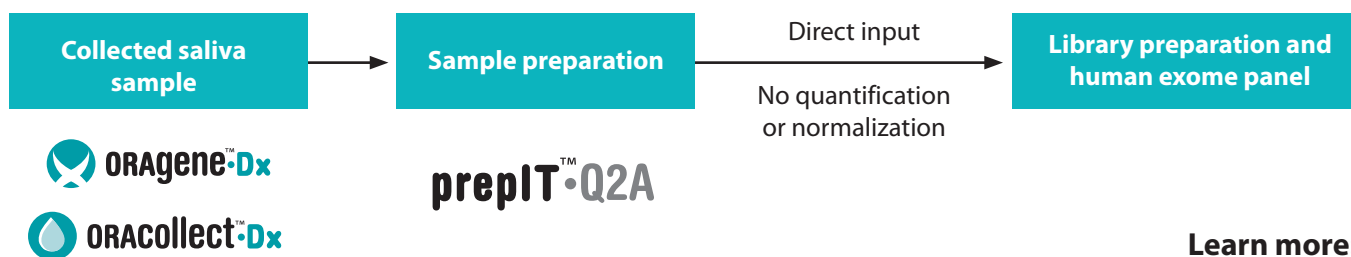 Collected saliva
sample
Sample preparation
Direct input
No quantification
or normalization
Library preparation and
human exome panel
ORAgene™•Dx
ORAcollect™•Dx
prepIT™•Q2A
Learn more